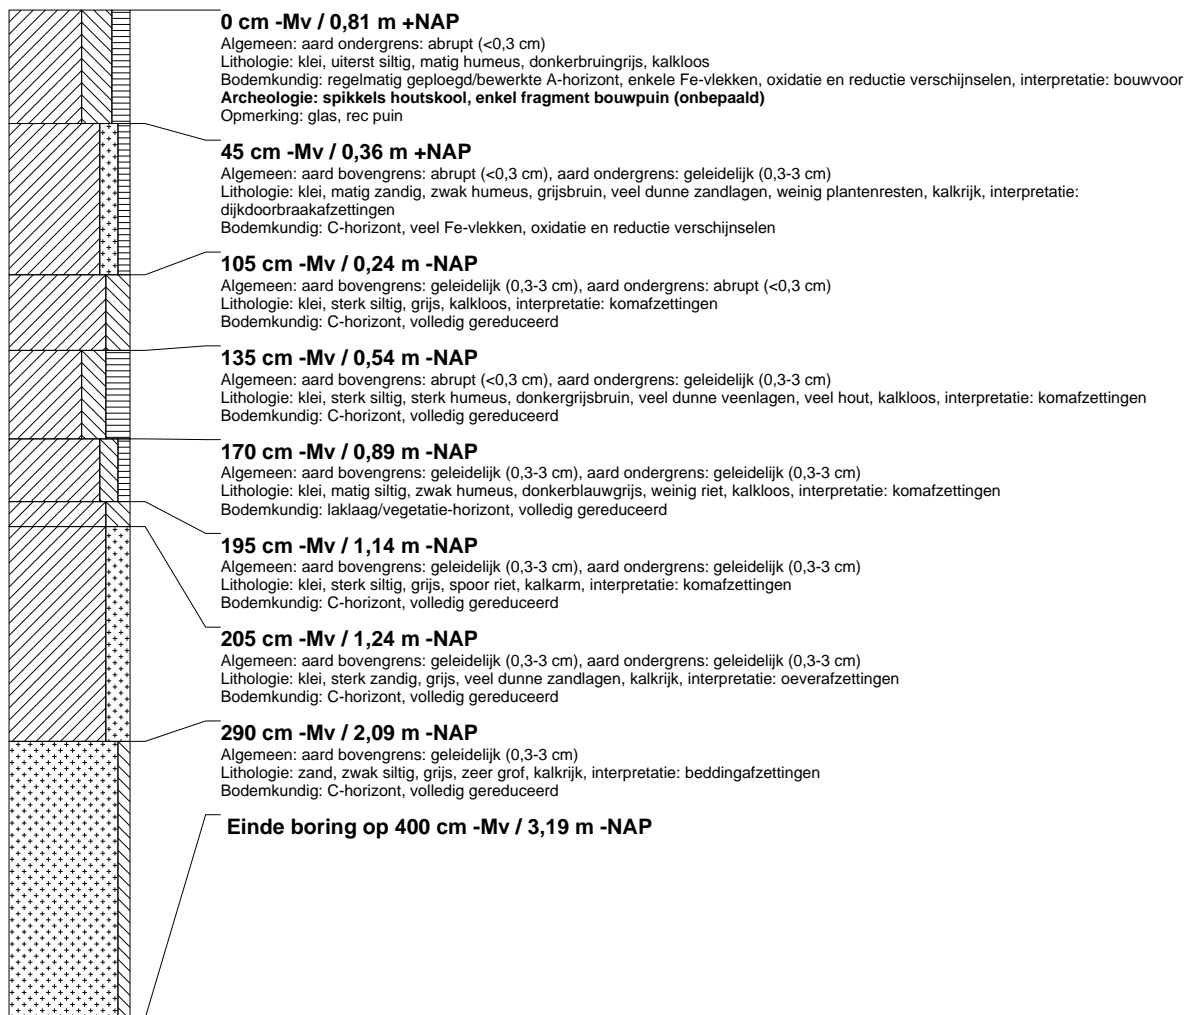 0 cm -Mv / 0,81 m +NAP
Algemeen: aard ondergrens: abrupt (<0,3 cm)
Lithologie: klei, uiterst siltig, matig humeus, donkerbruingrijs, kalkloos
Bodemkundig: regelmatig geploegd/bewerkte A-horizont, enkele Fe-vlekken, oxidatie en reductie verschijnselen, interpretatie: bouwvoor
Archeologie: spikkels houtskool, enkel fragment bouwpuin (onbepaald)
Opmerking: glas, rec puin
45 cm -Mv / 0,36 m +NAP
Algemeen: aard bovengrens: abrupt (<0,3 cm), aard ondergrens: geleidelijk (0,3-3 cm)
Lithologie: klei, matig zandig, zwak humeus, grijsbruin, veel dunne zandlagen, weinig plantenresten, kalkrijk, interpretatie:
dijkdoorbraakafzettingen
Bodemkundig: C-horizont, veel Fe-vlekken, oxidatie en reductie verschijnselen
105 cm -Mv / 0,24 m -NAP
Algemeen: aard bovengrens: geleidelijk (0,3-3 cm), aard ondergrens: abrupt (<0,3 cm)
Lithologie: klei, sterk siltig, grijs, kalkloos, interpretatie: komafzettingen
Bodemkundig: C-horizont, volledig gereduceerd
135 cm -Mv / 0,54 m -NAP
Algemeen: aard bovengrens: abrupt (<0,3 cm), aard ondergrens: geleidelijk (0,3-3 cm)
Lithologie: klei, sterk siltig, sterk humeus, donkergrijsbruin, veel dunne veenlagen, veel hout, kalkloos, interpretatie: komafzettingen
Bodemkundig: C-horizont, volledig gereduceerd
170 cm -Mv / 0,89 m -NAP
Algemeen: aard bovengrens: geleidelijk (0,3-3 cm), aard ondergrens: geleidelijk (0,3-3 cm)
Lithologie: klei, matig siltig, zwak humeus, donkerblauwgrijs, weinig riet, kalkloos, interpretatie: komafzettingen
Bodemkundig: laklaag/vegetatie-horizont, volledig gereduceerd
195 cm -Mv / 1,14 m -NAP
Algemeen: aard bovengrens: geleidelijk (0,3-3 cm), aard ondergrens: geleidelijk (0,3-3 cm)
Lithologie: klei, sterk siltig, grijs, spoor riet, kalkarm, interpretatie: komafzettingen
Bodemkundig: C-horizont, volledig gereduceerd
205 cm -Mv / 1,24 m -NAP
Algemeen: aard bovengrens: geleidelijk (0,3-3 cm), aard ondergrens: geleidelijk (0,3-3 cm)
Lithologie: klei, sterk zandig, grijs, veel dunne zandlagen, kalkrijk, interpretatie: oeverafzettingen
Bodemkundig: C-horizont, volledig gereduceerd
290 cm -Mv / 2,09 m -NAP
Algemeen: aard bovengrens: geleidelijk (0,3-3 cm)
Lithologie: zand, zwak siltig, grijs, zeer grof, kalkrijk, interpretatie: beddingafzettingen
Bodemkundig: C-horizont, volledig gereduceerd
Einde boring op 400 cm -Mv / 3,19 m -NAP